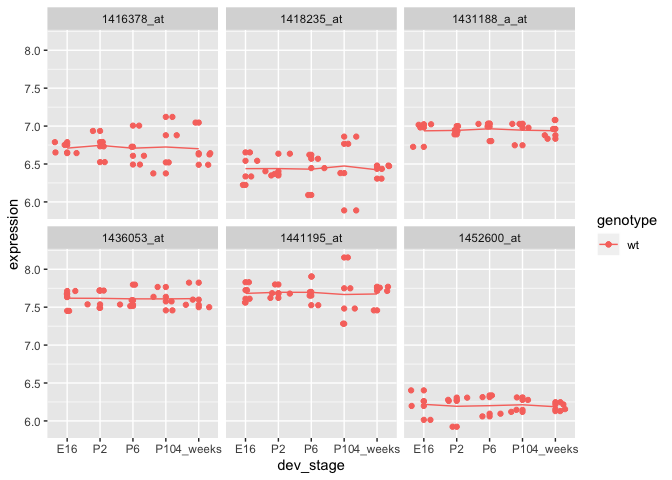 1416378_at 1418235_at 1431188_a_at
8.0
7.5
7.0
6.5
6.0
expression
genotype
wt
1436053_at 1441195_at 1452600_at
8.0
7.5
7.0
6.5
6.0
E16 P2 P6 P104_weeks E16 P2 P6 P104_weeks E16 P2 P6 P104_weeks
dev_stage